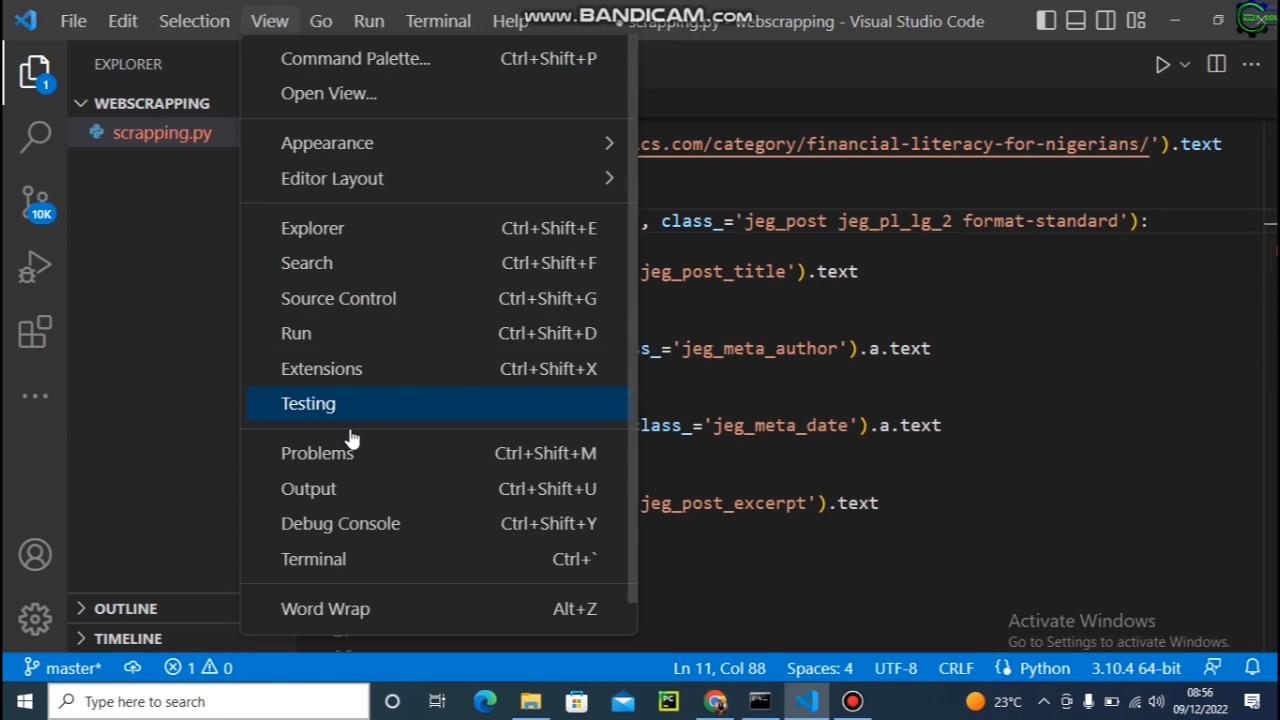 File Edit Selection View Go Run Terminal Help
www.BANDICAM.com
scrapping.py - webscrapping - Visual Studio Code
EXPLORER
1
WEBSCRAPPING
scrapping.py
10K
Command Palette... Ctrl+Shift+P
Open View...
Appearance
Editor Layout
Explorer Ctrl+Shift+E
Search Ctrl+Shift+F
Source Control Ctrl+Shift+G
Run Ctrl+Shift+D
Extensions Ctrl+Shift+X
Testing
Problems Ctrl+Shift+M
Output Ctrl+Shift+U
Debug Console Ctrl+Shift+Y
Terminal Ctrl+`
Word Wrap Alt+Z
ics.com/category/financial-literacy-for-nigerians/').text
, class_='jeg_post jeg_pl_lg_2 format-standard'):
jeg_post_title').text
s_='jeg_meta_author').a.text
lass_='jeg_meta_date').a.text
jeg_post_excerpt').text
OUTLINE
TIMELINE
Activate Windows
Go to Settings to activate Windows.
master* 1 0 Ln 11, Col 88 Spaces: 4 UTF-8 CRLF Python 3.10.4 64-bit
Type here to search
PC
23°C
08:56
09/12/2022